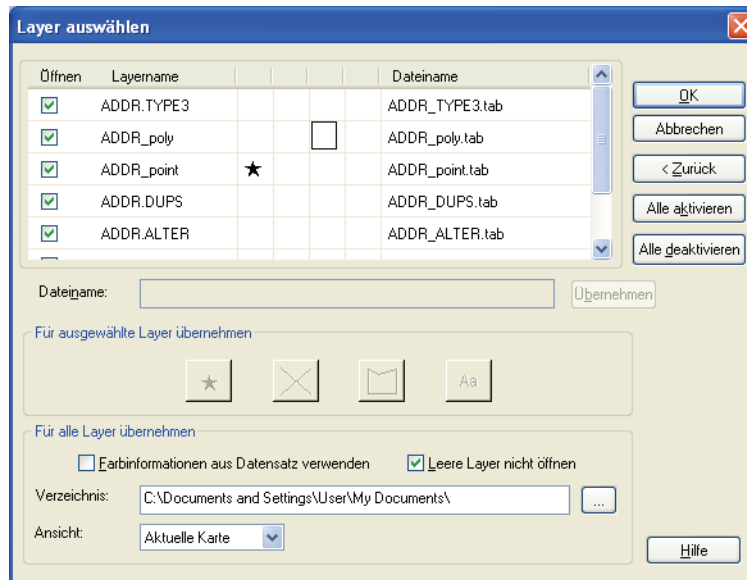 Layer auswählen
Öffnen Layername Dateiname
ADDR.TYPE3 ADDR_TYPE3.tab
ADDR_poly ADDR_poly.tab
ADDR_point ADDR_point.tab
ADDR.DUPS ADDR_DUPS.tab
ADDR.ALTER ADDR_ALTER.tab
OK
Abbrechen
< Zurück
Alle aktivieren
Alle deaktivieren
Dateiname: Übernehmen
Für ausgewählte Layer übernehmen
Aa
Für alle Layer übernehmen
Farbinformationen aus Datensatz verwenden Leere Layer nicht öffnen
Verzeichnis: C:\Documents and Settings\User\My Documents\ ...
Ansicht: Aktuelle Karte
Hilfe